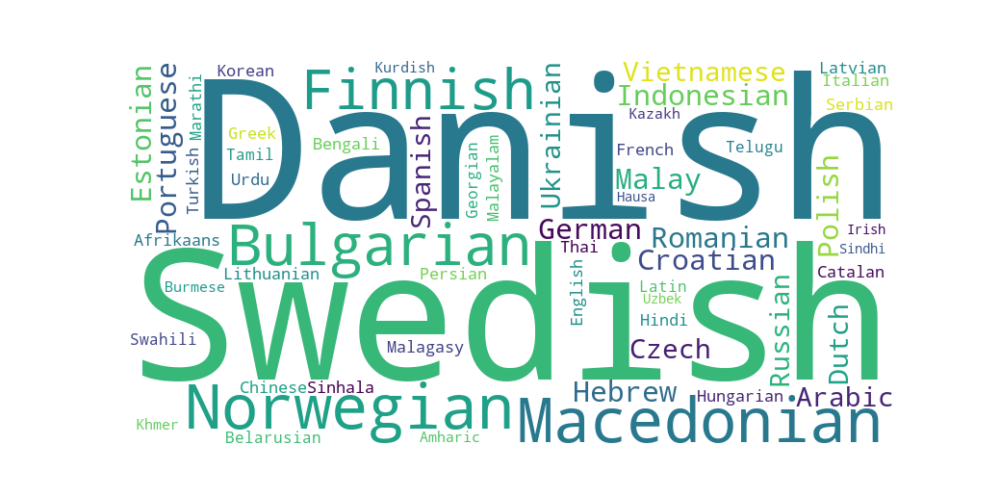 Danish
Swedish
Finnish
Bulgarian
Norwegian
Macedonian
Estonian
Portuguese
Marathi
Korean
Kurdish
Greek
Tamil
Urdu
Turkish
Bengali
Spanish
Georgian
Malayalam
Ukrainian
Vietnamese
Indonesian
Kazakh
French
Malay
Hausa
Telugu
Latvian
Italian
Serbian
Polish
Irish
Sindhi
Catalan
German
Thai
Romanian
Croatian
Afrikaans
Burmese
Lithuanian
Persian
English
Latin
Uzbek
Hindi
Czech
Russian
Dutch
Swahili
Malagasy
Chinese
Sinhala
Hebrew
Hungarian
Arabic
Khmer
Belarusian
Amharic